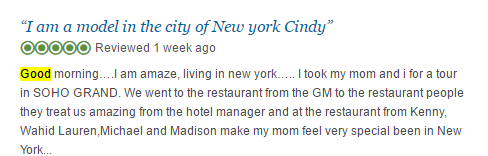 “I am a model in the city of New york Cindy”
Reviewed 1 week ago
Good morning….I am amaze, living in new york….. I took my mom and i for a tour
in SOHO GRAND. We went to the restaurant from the GM to the restaurant people
they treat us amazing from the hotel manager and at the restaurant from Kenny,
Wahid Lauren,Michael and Madison make my mom feel very special been in New
York...